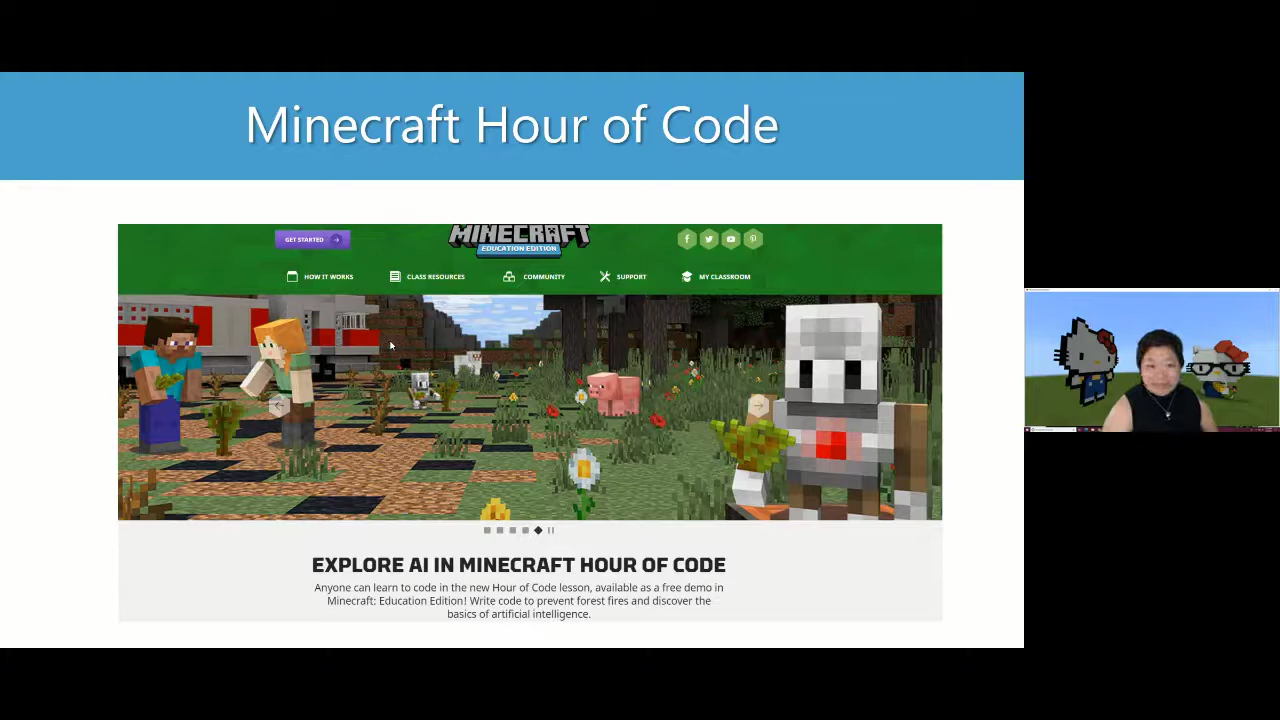 Minecraft Hour of Code
GET STARTED
MINECRAFT
EDUCATION EDITION
HOW IT WORKS
CLASS RESOURCES
COMMUNITY
SUPPORT
MY CLASSROOM
EXPLORE AI IN MINECRAFT HOUR OF CODE
Anyone can learn to code in the new Hour of Code lesson, available as a free demo in
Minecraft: Education Edition! Write code to prevent forest fires and discover the
basics of artificial intelligence.